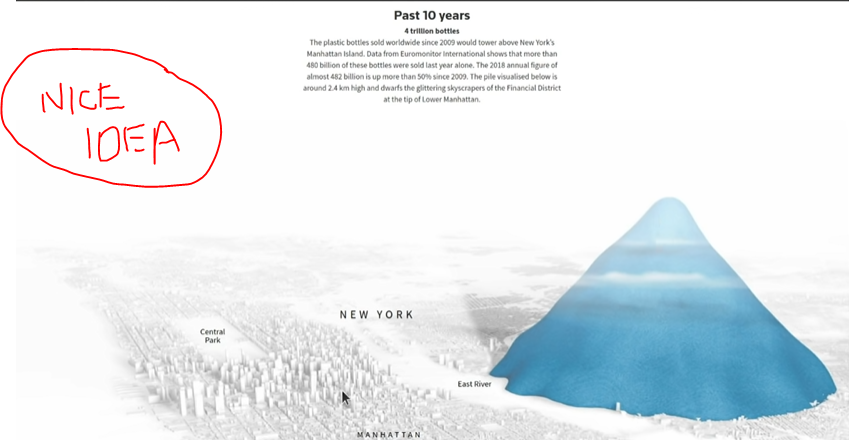 Past 10 years
4 trillion bottles
The plastic bottles sold worldwide since 2009 would tower above New York's
Manhattan Island. Data from Euromonitor International shows that more than
480 billion of these bottles were sold last year alone. The 2018 annual figure of
almost 482 billion is up more than 50% since 2009. The pile visualised below is
around 2.4 km high and dwarfs the glittering skyscrapers of the Financial District
at the tip of Lower Manhattan.
NICE
IDEA
NEW YORK
Central
Park
East River
MANHATTAN